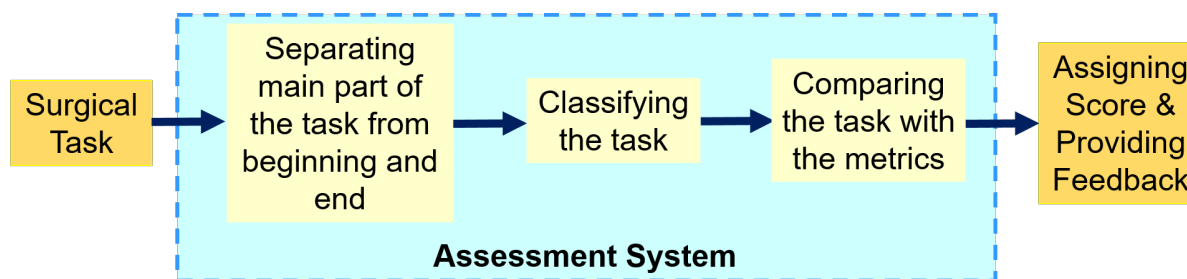 Surgical
Task
Separating
main part of
the task from
beginning and
end
Classifying
the task
Comparing
the task with
the metrics
Assigning
Score &
Providing
Feedback
Assessment System